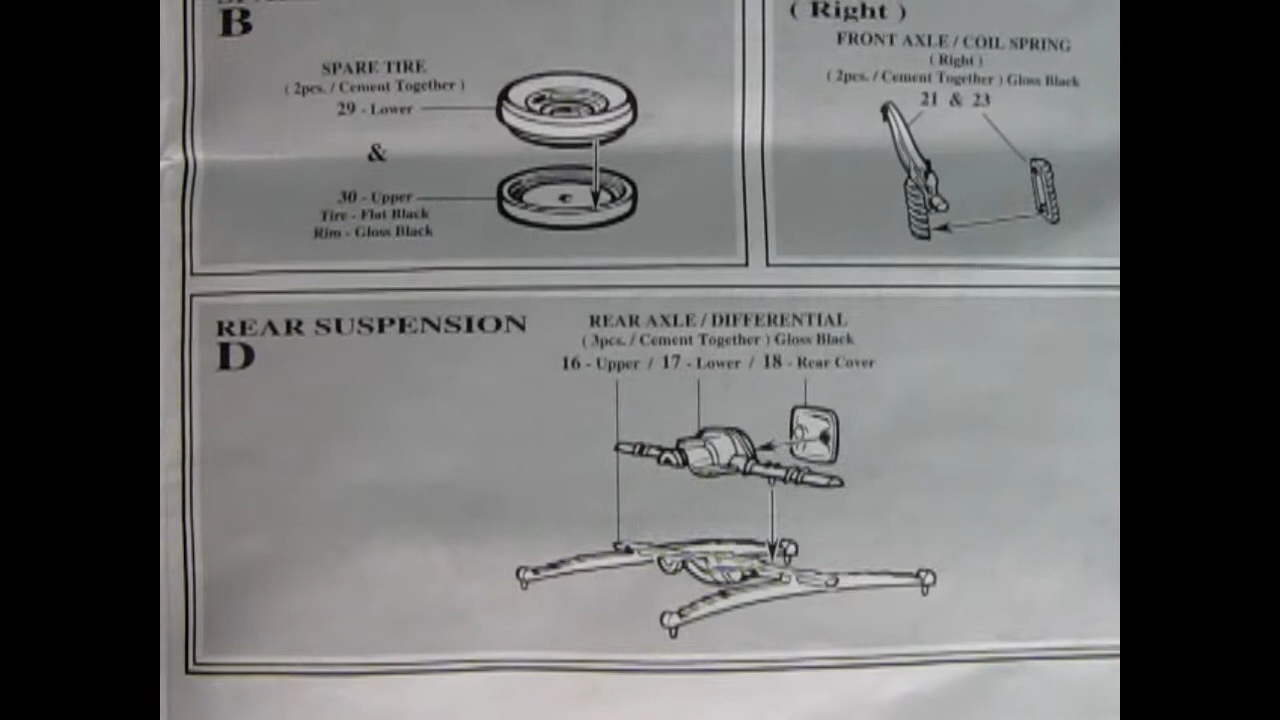 B
SPARE TIRE
( 2pcs. / Cement Together )
29 - Lower
&
30 - Upper
Tire - Flat Black
Rim - Gloss Black
( Right )
FRONT AXLE / COIL SPRING
( Right )
( 2pcs. / Cement Together ) Gloss Black
21 & 23
REAR SUSPENSION
D
REAR AXLE / DIFFERENTIAL
( 3pcs. / Cement Together ) Gloss Black
16 - Upper / 17 - Lower / 18 - Rear Cover